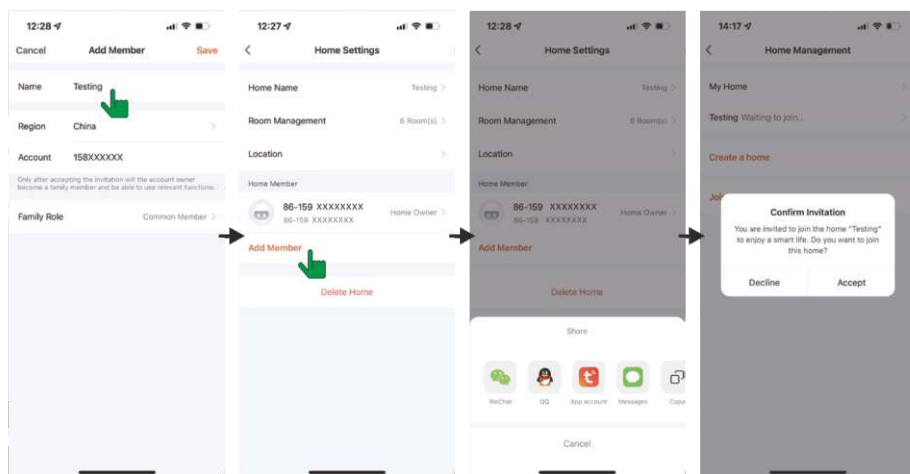 12:28
Cancel Add Member Save
Name Testing
Region China
Account 158XXXXXX
Only after accepting the invitation will the account owner
become a family member and be able to use relevant functions.
Family Role Common Member
12:27
Home Settings
Home Name Testing
Room Management 6 Room(s)
Location
Home Member
86-159 XXXXXXXX
86-159 XXXXXXXX
Home Owner
Add Member
Delete Home
12:28
Home Settings
Home Name Testing
Room Management 6 Room(s)
Location
Home Member
86-159 XXXXXXXX
86-159 XXXXXXXX
Home Owner
Add Member
Delete Home
Share
WeChat QQ App account Messages Copy
Cancel
14:17
Home Management
My Home
Testing Waiting to join...
Create a home
Confirm Invitation
You are invited to join the home "Testing"
to enjoy a smart life. Do you want to join
this home?
Decline Accept